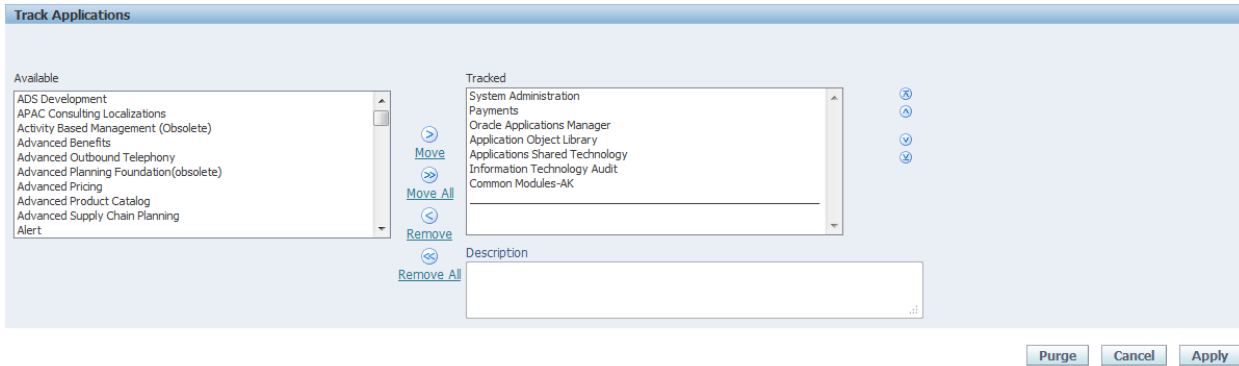 Track Applications
Available
ADS Development
APAC Consulting Localizations
Activity Based Management (Obsolete)
Advanced Benefits
Advanced Outbound Telephony
Advanced Planning Foundation(obsolete)
Advanced Pricing
Advanced Product Catalog
Advanced Supply Chain Planning
Alert
Move
Move All
Remove
Remove All
Tracked
System Administration
Payments
Oracle Applications Manager
Application Object Library
Applications Shared Technology
Information Technology Audit
Common Modules-AK
Description
Purge
Cancel
Apply